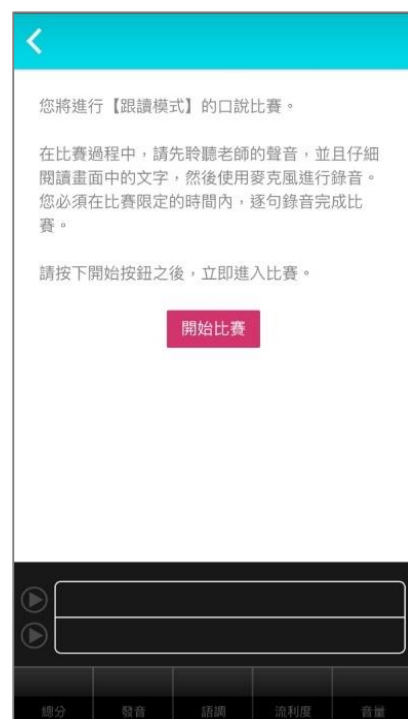 您將進行【跟讀模式】的口說比賽。
在比賽過程中，請先聆聽老師的聲音，並且仔細
閱讀畫面中的文字，然後使用麥克風進行錄音。
您必須在比賽限定的時間內，逐句錄音完成比
賽。
請按下開始按鈕之後，立即進入比賽。
開始比賽
總分 發音 語調 流利度 音量